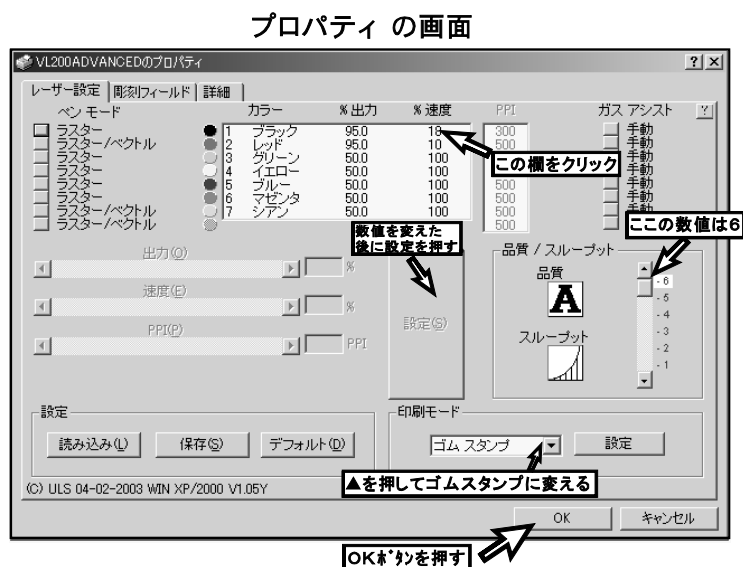 プロパティ の画面
VL200ADVANCEDのプロパティ
レーザー設定 彫刻フィールド 詳細
ペン モード カラー % 出力 % 速度 PPI ガス アシスト ?
ラスター 1 ブラック 95.0 18 300 手動
ラスター/ベクトル 2 レッド 95.0 10 500 手動
ラスター 3 グリーン 50.0 100 手動
ラスター 4 イエロー 50.0 100 手動
ラスター 5 ブルー 50.0 100 500 手動
ラスター 6 マゼンタ 50.0 100 500 手動
ラスター/ベクトル 7 シアン 50.0 100 500 手動
ラスター/ベクトル 500 手動
この欄をクリック
ここの数値は6
数値を変えた
後に設定を押す
出力(O) %
速度(E) %
PPI(P) PPI
設定(S)
品質 / スループット
品質
A
スループット
- 6
- 5
- 4
- 3
- 2
- 1
設定
読み込み(L) 保存(S) デフォルト(D)
印刷モード
ゴム スタンプ 設定
▲を押してゴムスタンプに変える
(C) ULS 04-02-2003 WIN XP/2000 V1.05Y
OK キャンセル
OKボタンを押す